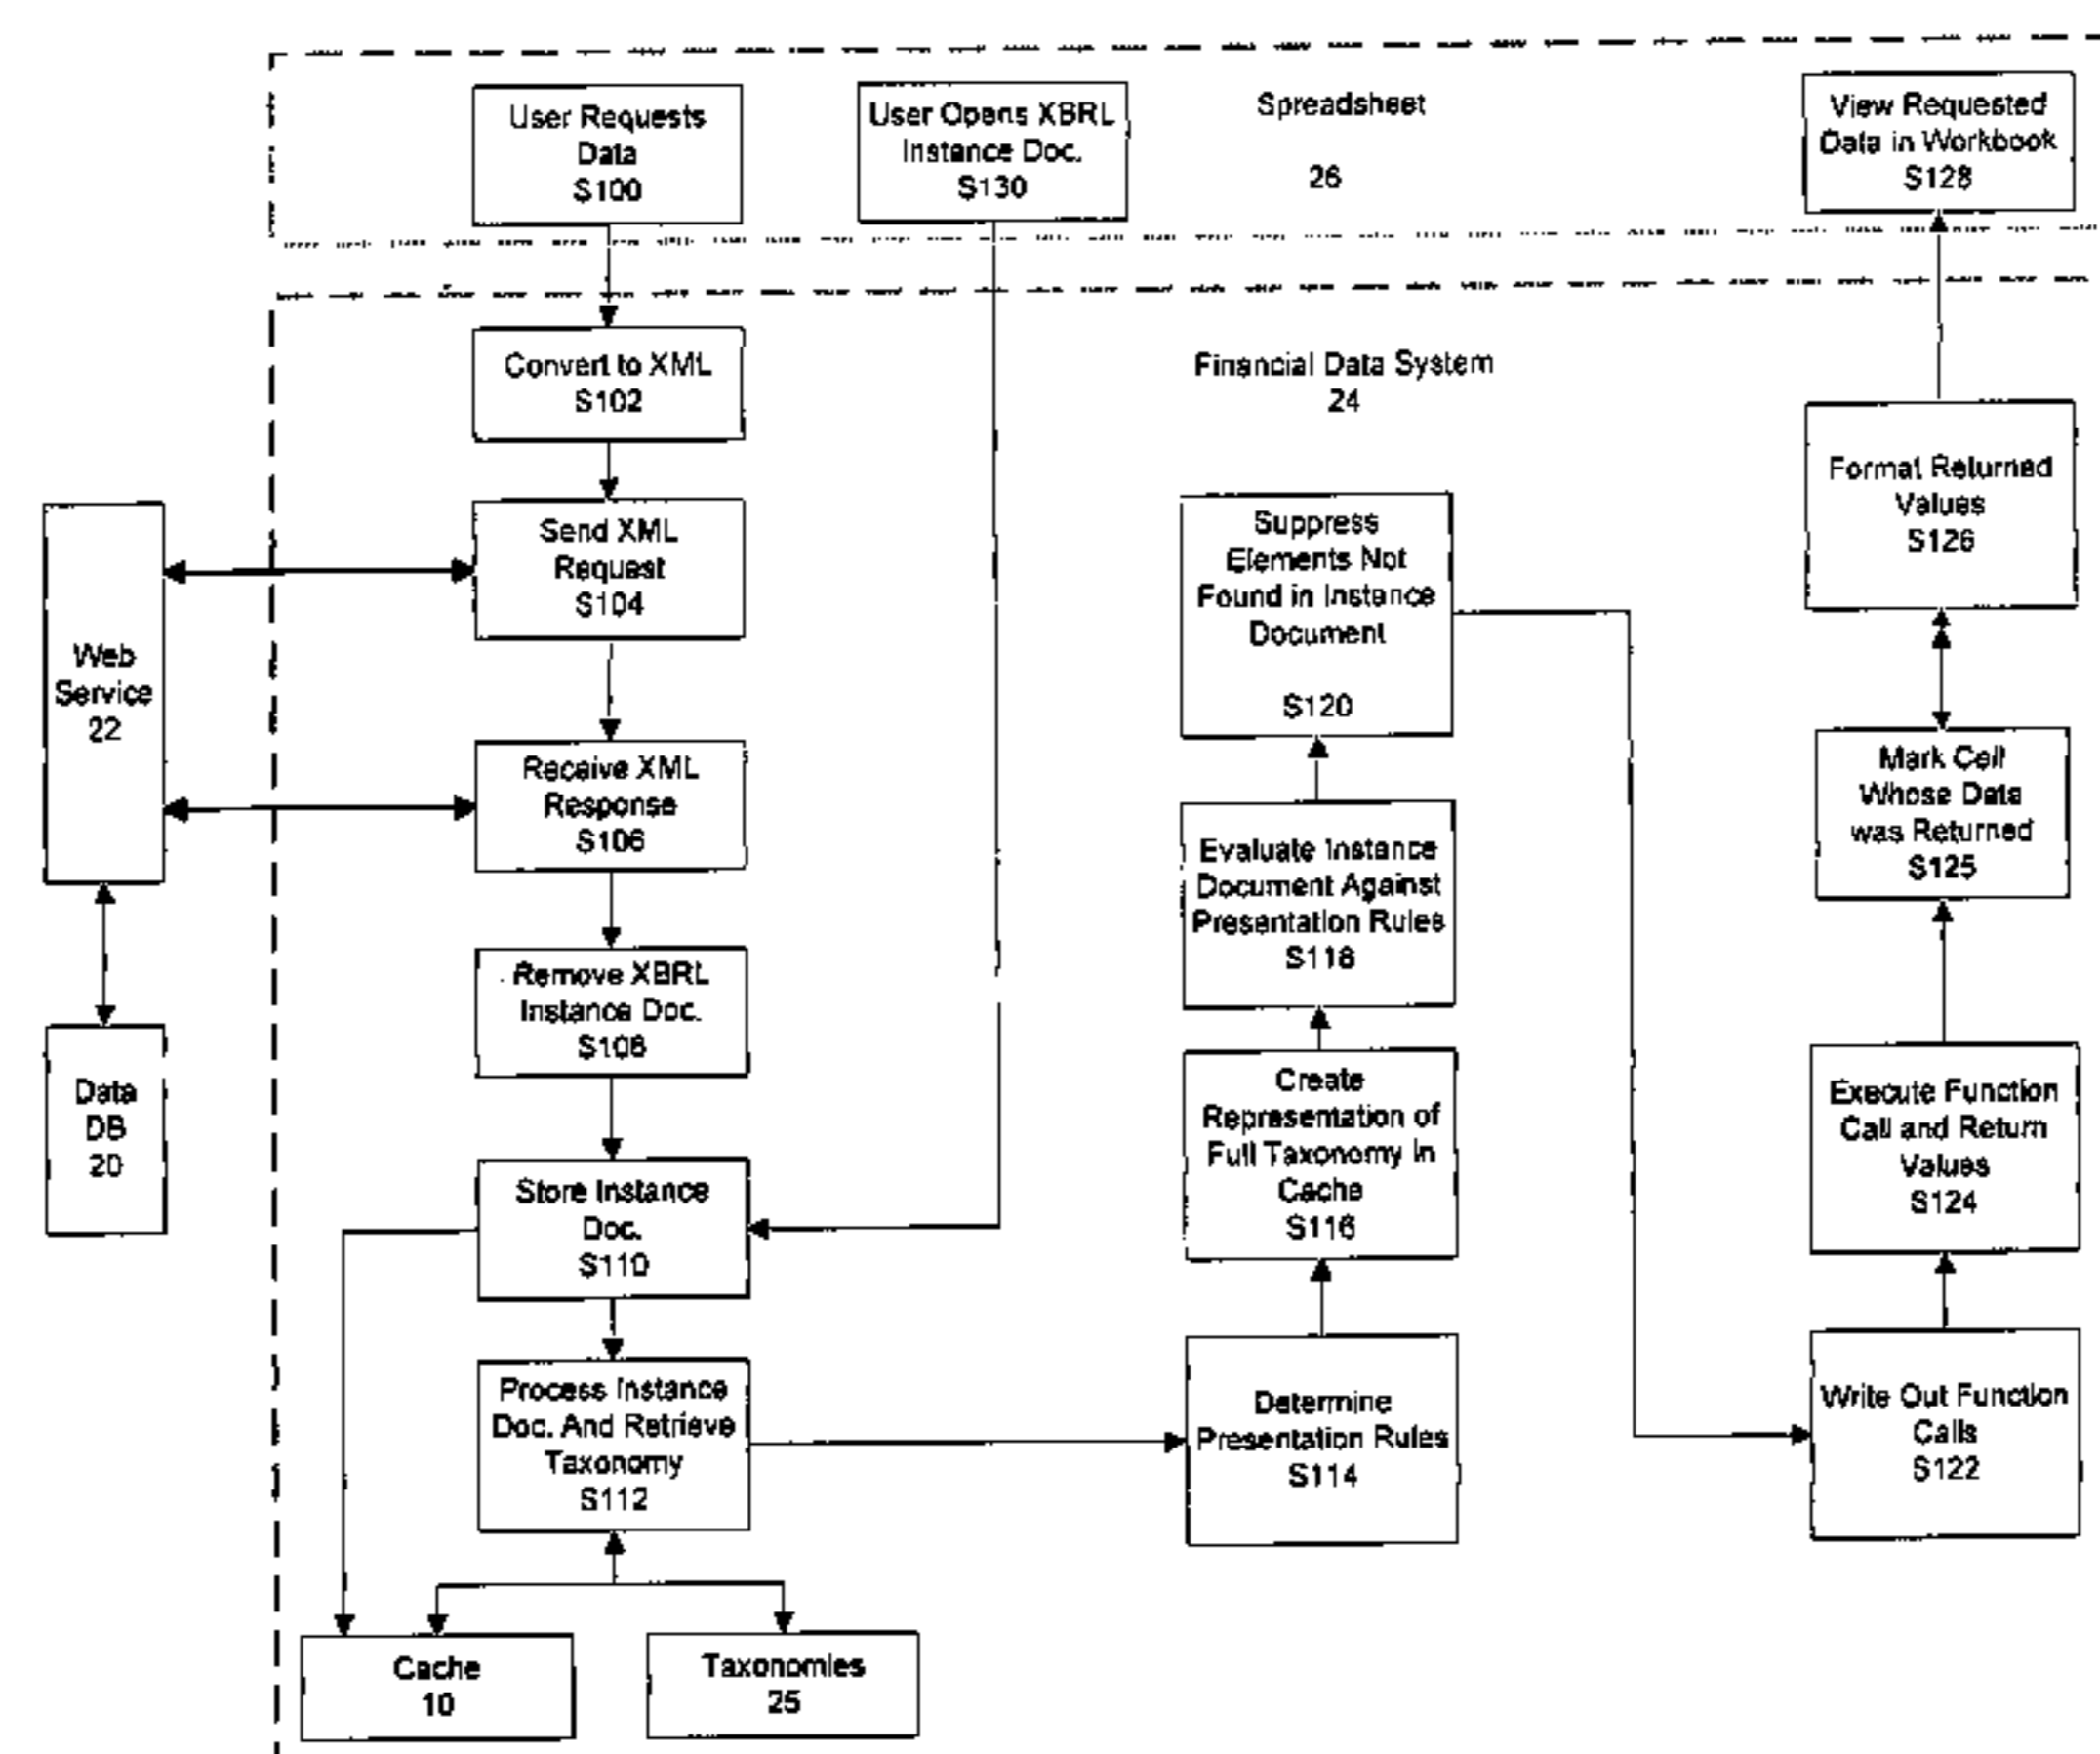 User Requests
Data
S100
User Opens XBRL
Instance Doc.
S130
Spreadsheet
26
View Requested
Data in Workbook
S128
Convert to XML
S102
Financial Data System
24
Send XML
Request
S104
Web
Service
22
Receive XML
Response
S106
Data
DB
20
Remove XBRL
Instance Doc.
S108
Store Instance
Doc.
S110
Process Instance
Doc. And Retrieve
Taxonomy
S112
Cache
10
Taxonomies
25
Suppress
Elements Not
Found in Instance
Document
S120
Evaluate Instance
Document Against
Presentation Rules
S118
Create
Representation of
Full Taxonomy In
Cache
S116
Determine
Presentation Rules
S114
Format Returned
Values
S126
Mark Cell
Whose Data
was Returned
S125
Execute Function
Call and Return
Values
S124
Write Out Function
Calls
S122